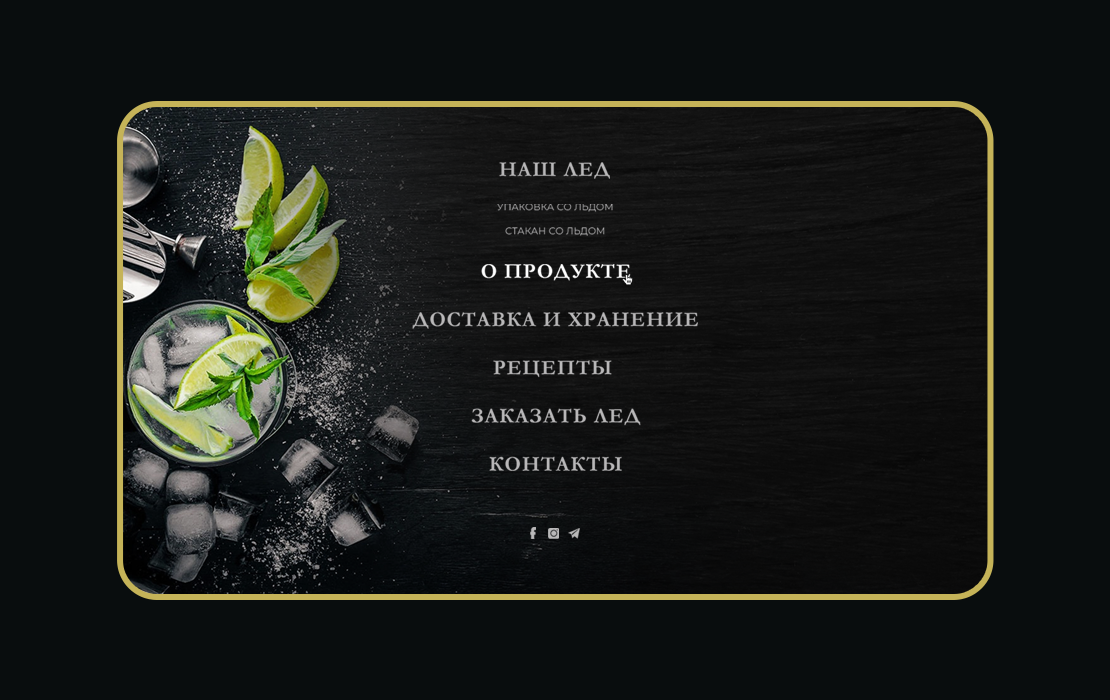 НАШ ЛЕД
УПАКОВКА СО ЛЬДОМ
СТАКАН СО ЛЬДОМ
О ПРОДУКТЕ
ДОСТАВКА И ХРАНЕНИЕ
РЕЦЕПТЫ
ЗАКАЗАТЬ ЛЕД
КОНТАКТЫ